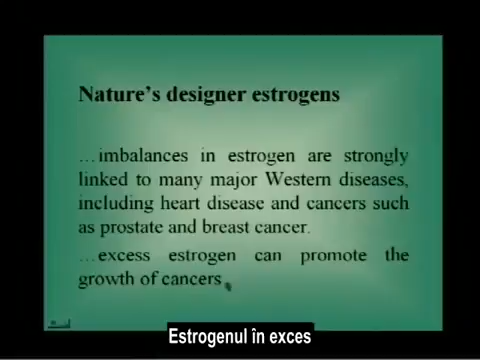 Nature's designer estrogens
...imbalances in estrogen are strongly
linked to many major Western diseases,
including heart disease and cancers such
as prostate and breast cancer.
...excess estrogen can promote the
growth of cancers
Estrogenul în exces